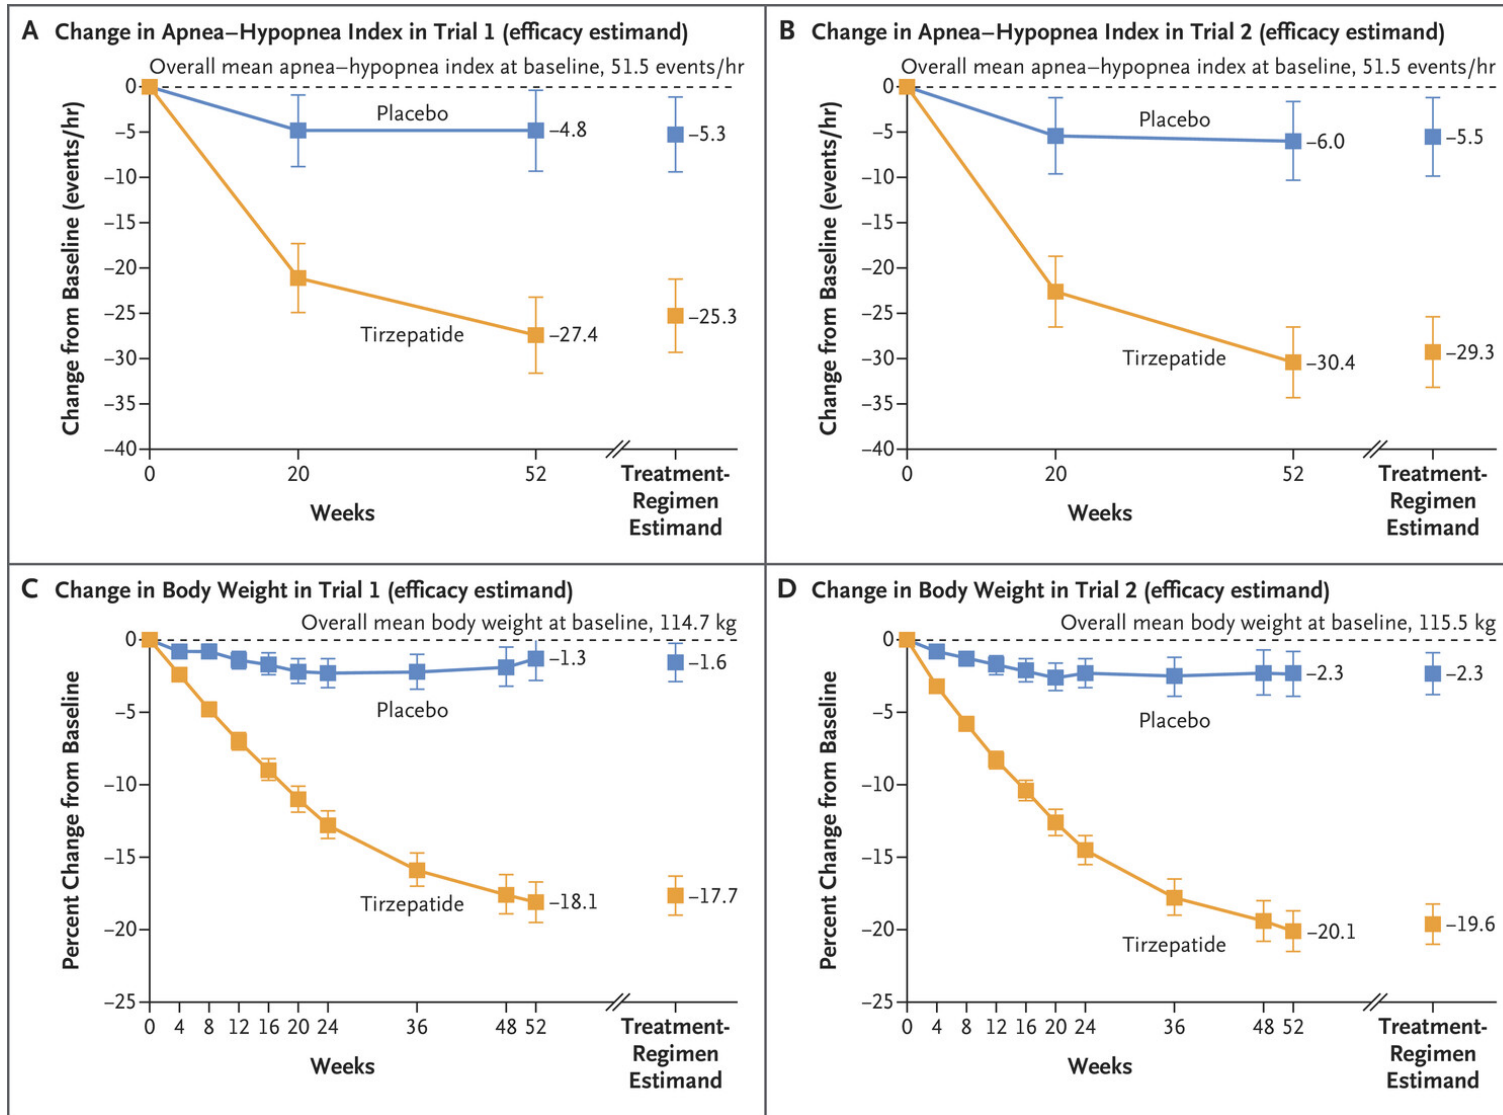 A Change in Apnea–Hypopnea Index in Trial 1 (efficacy estimand)
Overall mean apnea–hypopnea index at baseline, 51.5 events/hr
Change from Baseline (events/hr)
0
−5
−10
−15
−20
−25
−30
−35
−40
Placebo
−4.8
−5.3
Tirzepatide
−27.4
−25.3
0 20 52
Weeks
Treatment-
Regimen
Estimand
B Change in Apnea–Hypopnea Index in Trial 2 (efficacy estimand)
Overall mean apnea–hypopnea index at baseline, 51.5 events/hr
Change from Baseline (events/hr)
0
−5
−10
−15
−20
−25
−30
−35
−40
Placebo
−6.0
−5.5
Tirzepatide
−30.4
−29.3
0 20 52
Weeks
Treatment-
Regimen
Estimand
C Change in Body Weight in Trial 1 (efficacy estimand)
Overall mean body weight at baseline, 114.7 kg
Percent Change from Baseline
0
−5
−10
−15
−20
−25
−1.3
−1.6
Placebo
Tirzepatide
−18.1
−17.7
0 4 8 12 16 20 24 36 48 52
Weeks
Treatment-
Regimen
Estimand
D Change in Body Weight in Trial 2 (efficacy estimand)
Overall mean body weight at baseline, 115.5 kg
Percent Change from Baseline
0
−5
−10
−15
−20
−25
−2.3
−2.3
Placebo
Tirzepatide
−20.1
−19.6
0 4 8 12 16 20 24 36 48 52
Weeks
Treatment-
Regimen
Estimand